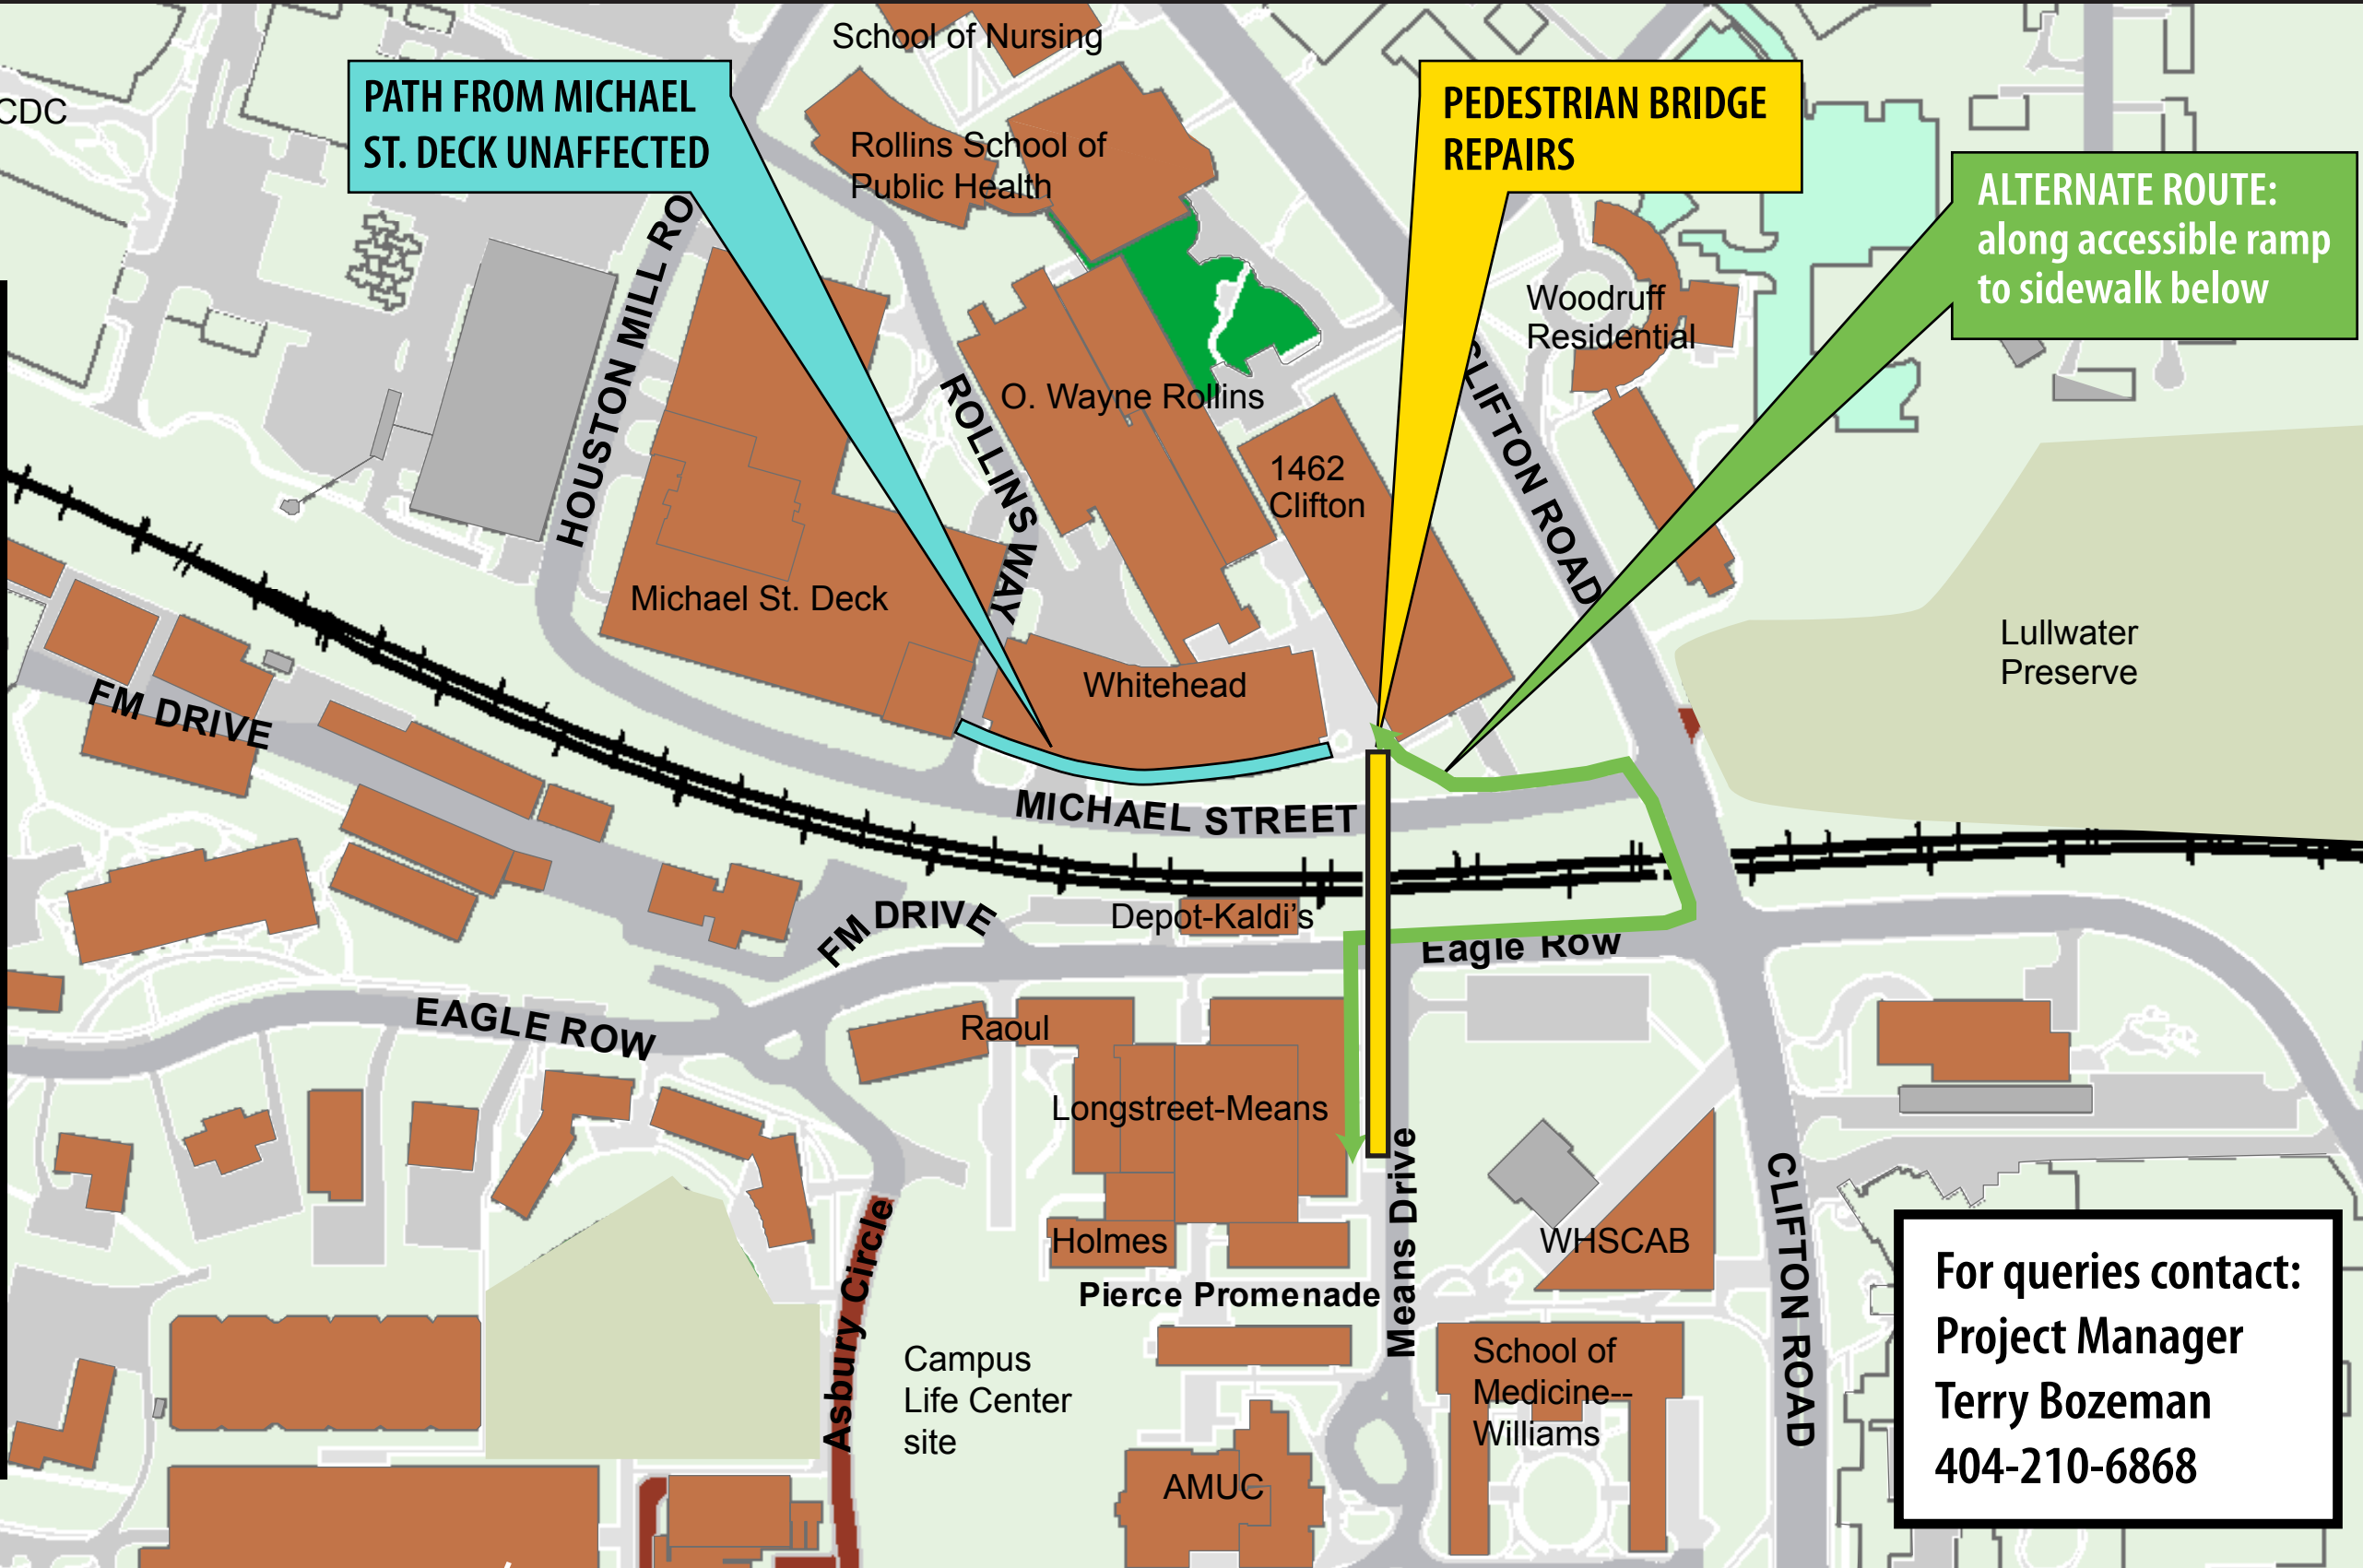 School of Nursing
CDC
PATH FROM MICHAEL
ST. DECK UNAFFECTED
PEDESTRIAN BRIDGE
REPAIRS
ALTERNATE ROUTE:
along accessible ramp
to sidewalk below
Rollins School of
Public Health
HOUSTON MILL RO
Woodruff
Residential
O. Wayne Rollins
ROLLINS WAY
1462
Clifton
CLIFTON ROAD
Michael St. Deck
Whitehead
Lullwater
Preserve
FM DRIVE
MICHAEL STREET
Depot-Kaldi's
FM DRIVE
Eagle Row
EAGLE ROW
Raoul
Longstreet-Means
Means Drive
Holmes
WHSCAB
CLIFTON ROAD
Pierce Promenade
Asbury Circle
Campus
Life Center
site
School of
Medicine--
Williams
AMUC
For queries contact:
Project Manager
Terry Bozeman
404-210-6868